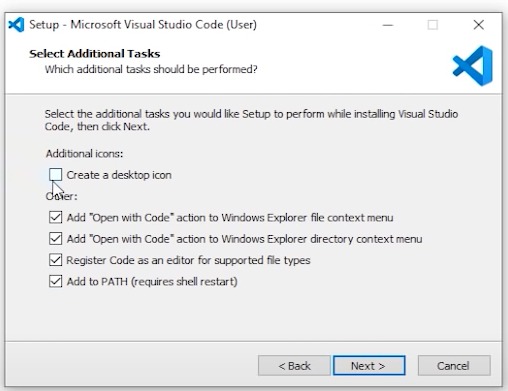 Setup - Microsoft Visual Studio Code (User)
Select Additional Tasks
Which additional tasks should be performed?
Select the additional tasks you would like Setup to perform while installing Visual Studio
Code, then click Next.
Additional icons:
Create a desktop icon
Other:
Add "Open with Code" action to Windows Explorer file context menu
Add "Open with Code" action to Windows Explorer directory context menu
Register Code as an editor for supported file types
Add to PATH (requires shell restart)
< Back
Next >
Cancel